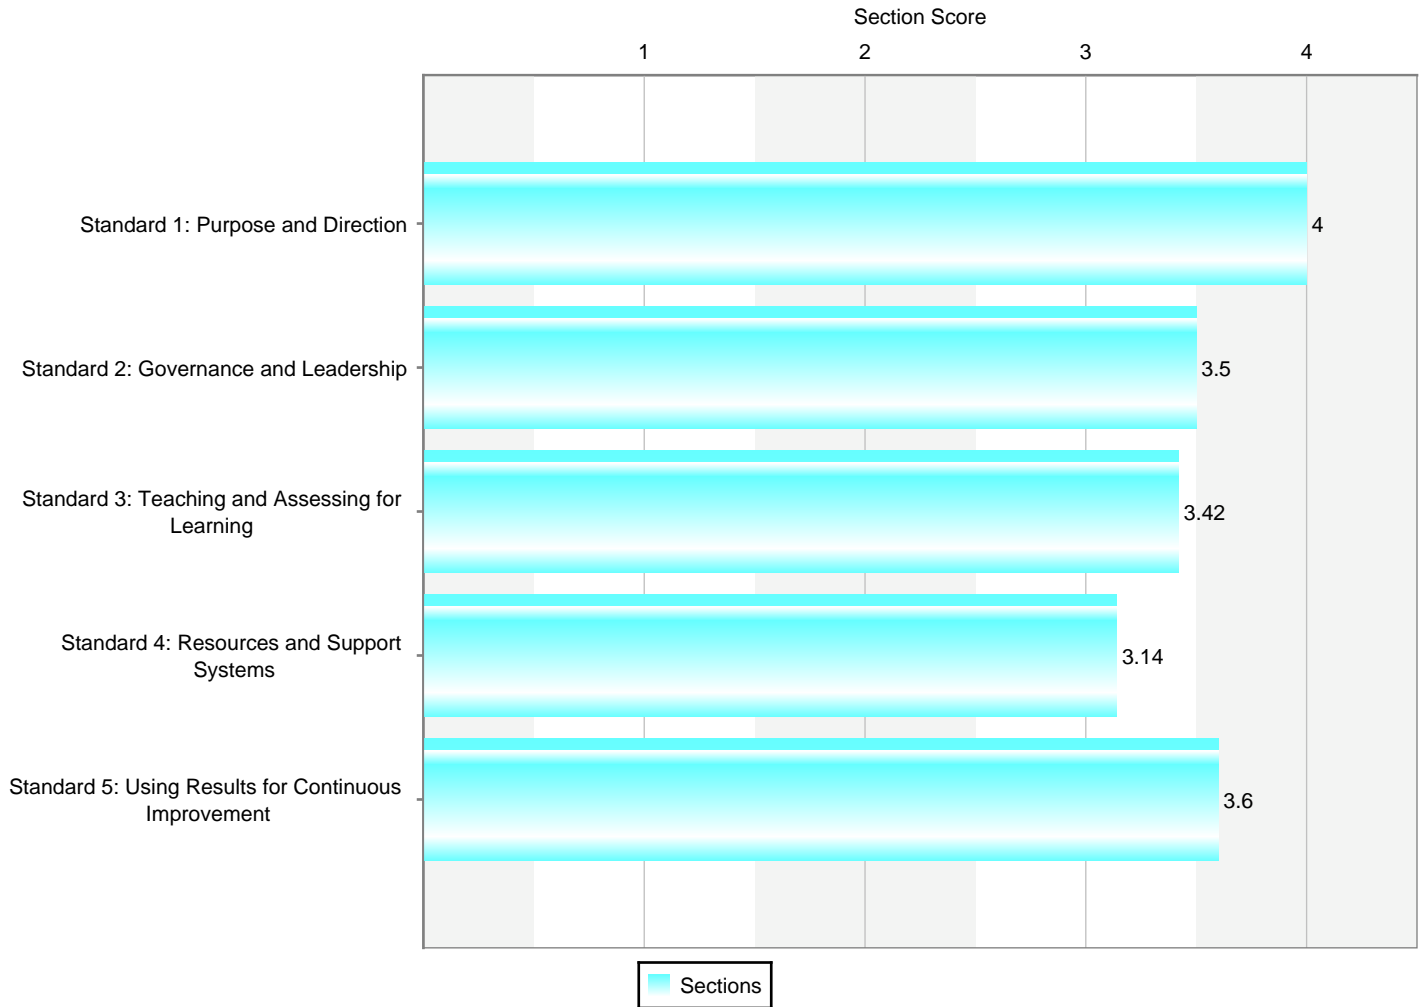 Section Score
1 2 3 4
Standard 1: Purpose and Direction 4
Standard 2: Governance and Leadership 3.5
Standard 3: Teaching and Assessing for
Learning
3.42
Standard 4: Resources and Support
Systems
3.14
Standard 5: Using Results for Continuous
Improvement
3.6
Sections